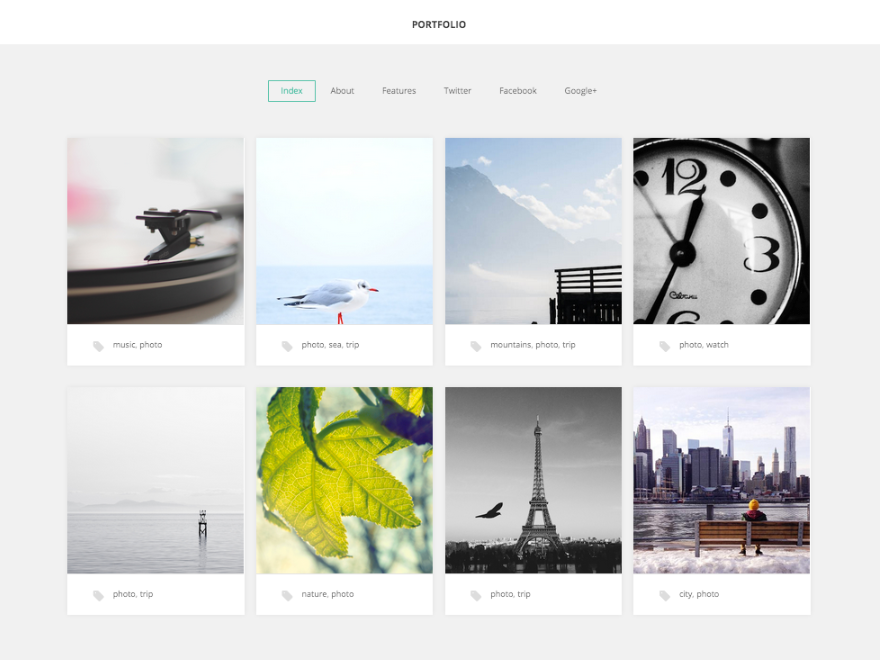 PORTFOLIO
Index About Features Twitter Facebook Google+
12
3
6
music, photo
photo, sea, trip
mountains, photo, trip
photo, watch
photo, trip
nature, photo
photo, trip
city, photo